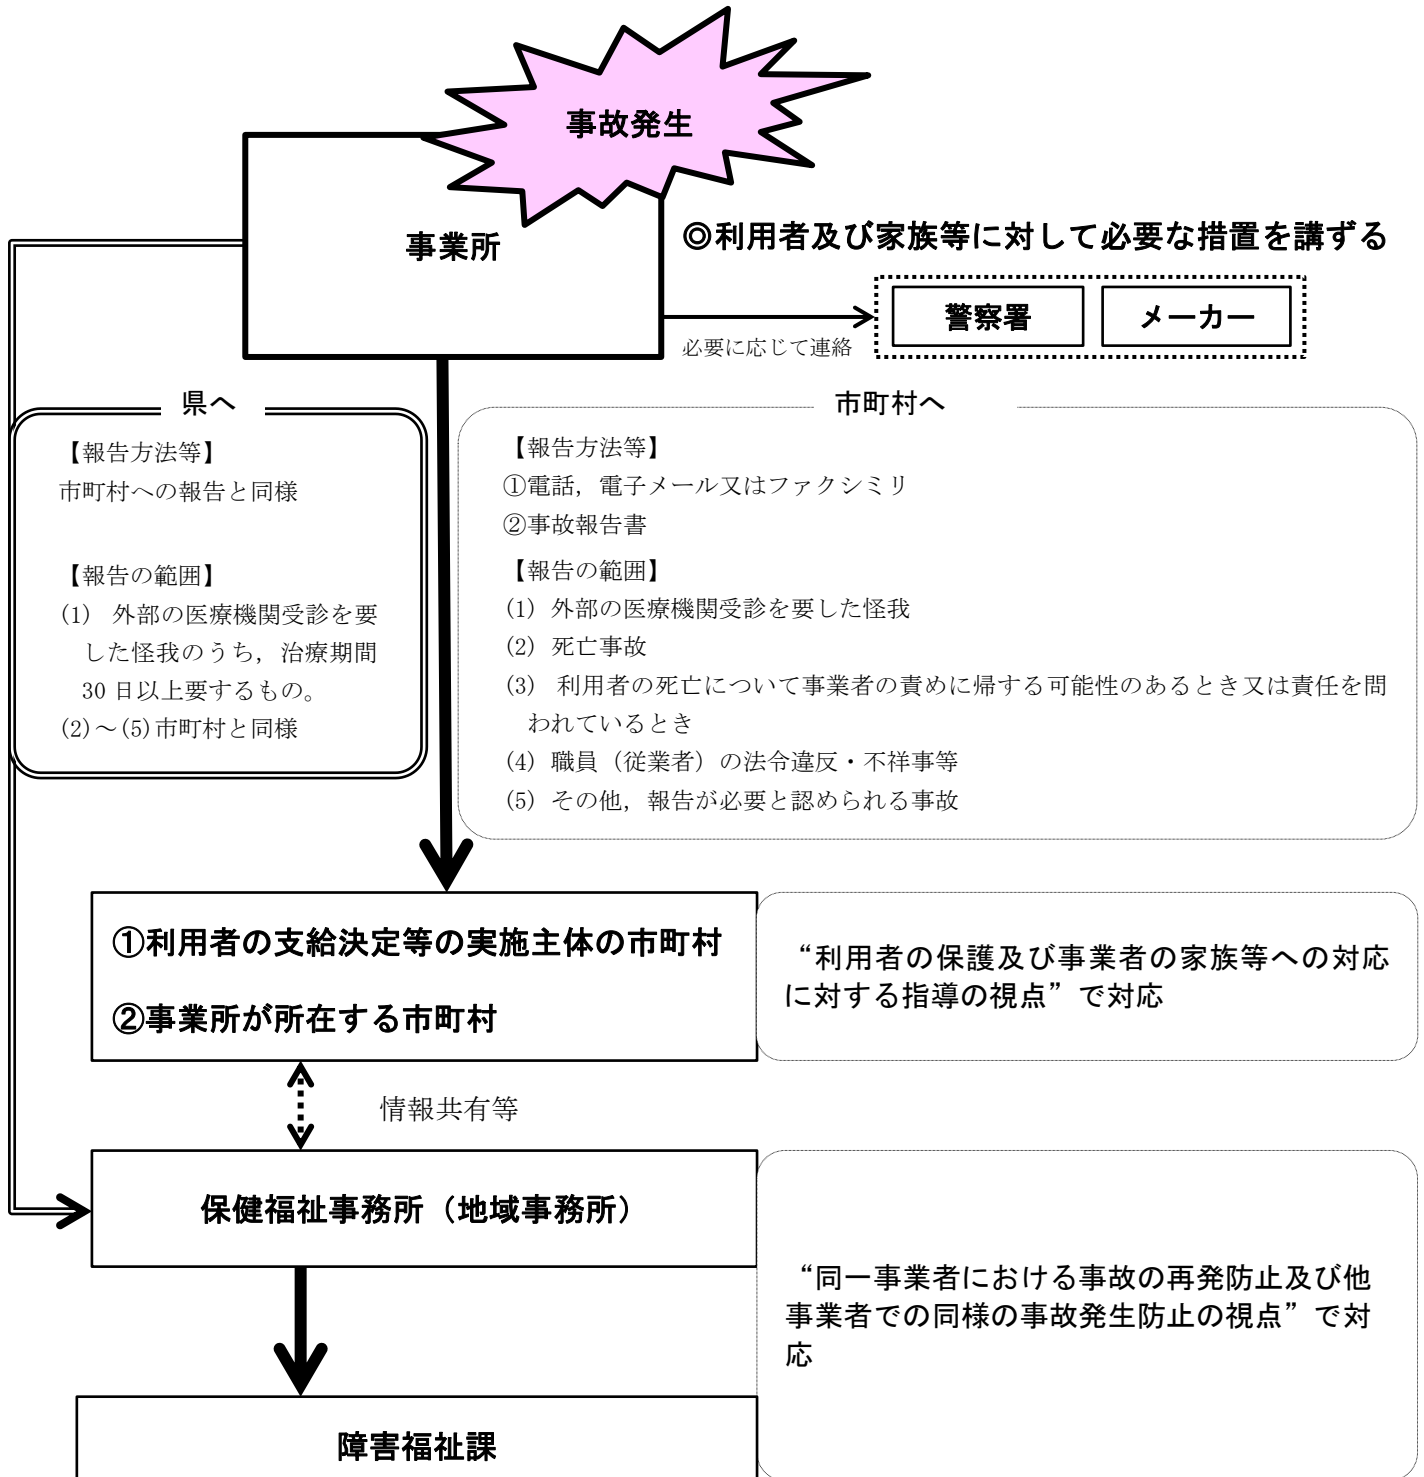 事故発生
事業所
◎利用者及び家族等に対して必要な措置を講ずる
警察署
メーカー
必要に応じて連絡
県へ
【報告方法等】
市町村への報告と同様
【報告の範囲】
(1) 外部の医療機関受診を要
した怪我のうち，治療期間
30 日以上要するもの。
(2)～(5)市町村と同様
市町村へ
【報告方法等】
①電話，電子メール又はファクシミリ
②事故報告書
【報告の範囲】
(1) 外部の医療機関受診を要した怪我
(2) 死亡事故
(3) 利用者の死亡について事業者の責めに帰する可能性のあるとき又は責任を問
われているとき
(4) 職員（従業者）の法令違反・不祥事等
(5) その他，報告が必要と認められる事故
①利用者の支給決定等の実施主体の市町村
②事業所が所在する市町村
“利用者の保護及び事業者の家族等への対応
に対する指導の視点”で対応
情報共有等
保健福祉事務所（地域事務所）
“同一事業者における事故の再発防止及び他
事業者での同様の事故発生防止の視点”で対
応
障害福祉課